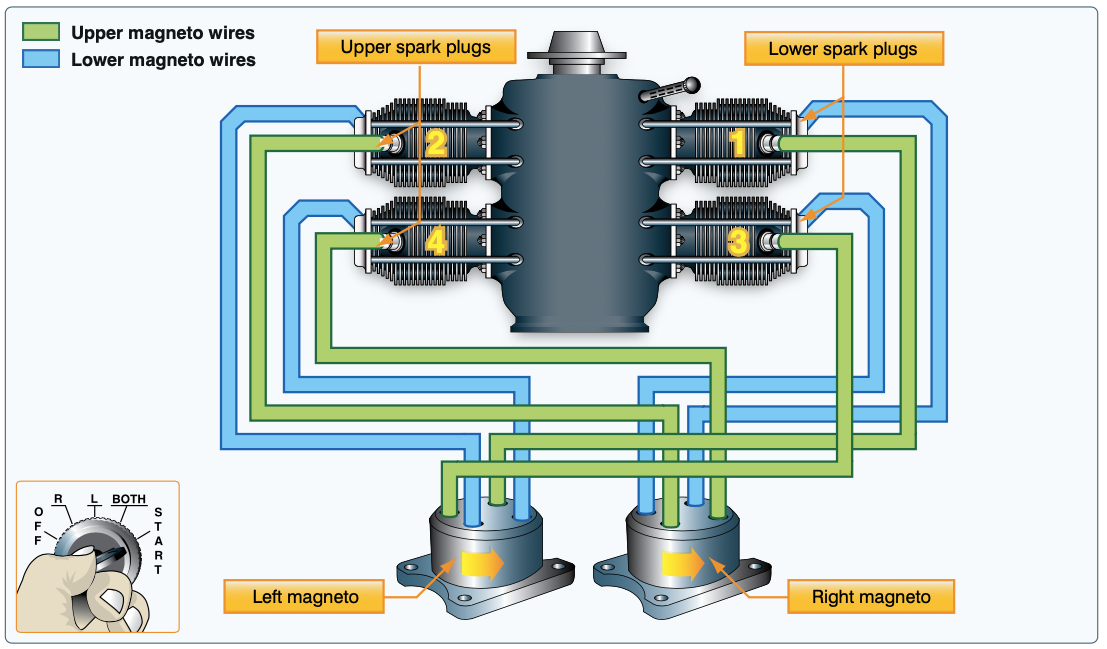 Upper magneto wires
Lower magneto wires
Upper spark plugs
Lower spark plugs
2
1
4
3
OFF
R
L
BOTH
START
Left magneto
Right magneto